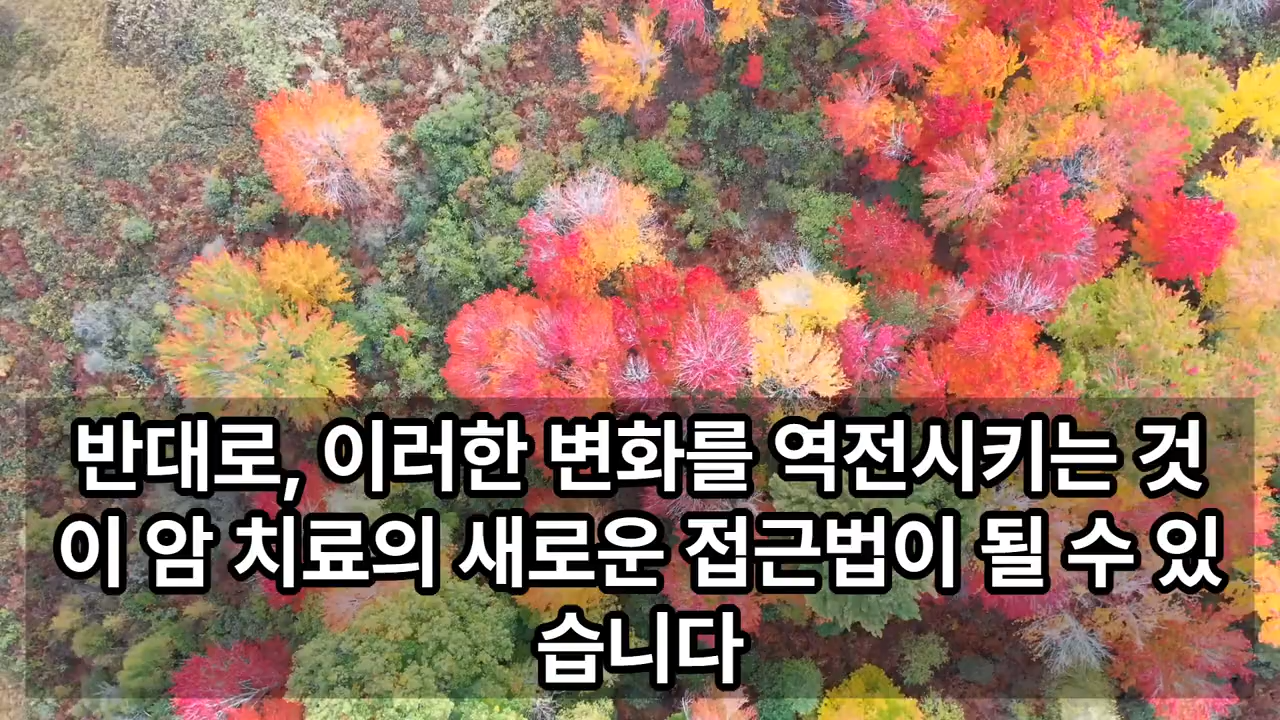 반대로, 이러한 변화를 역전시키는 것
이 암 치료의 새로운 접근법이 될 수 있
습니다